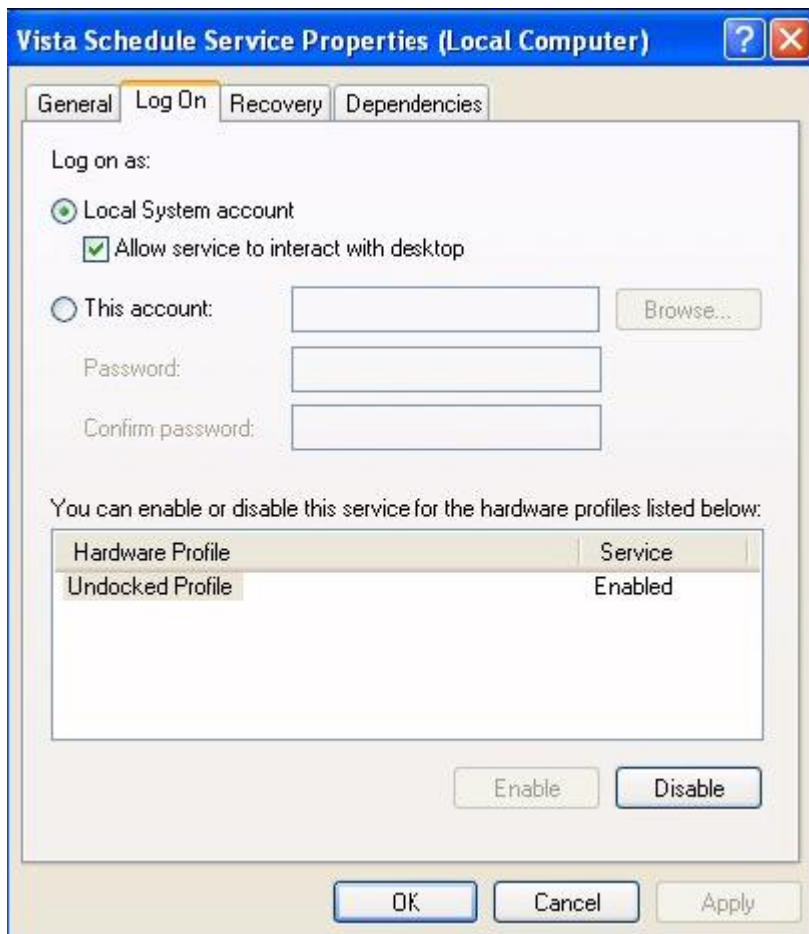 Vista Schedule Service Properties (Local Computer)
General Log On Recovery Dependencies
Log on as:
Local System account
Allow service to interact with desktop
This account: Browse...
Password:
Confirm password:
You can enable or disable this service for the hardware profiles listed below:
Hardware Profile Service
Undocked Profile Enabled
Enable Disable
OK Cancel Apply